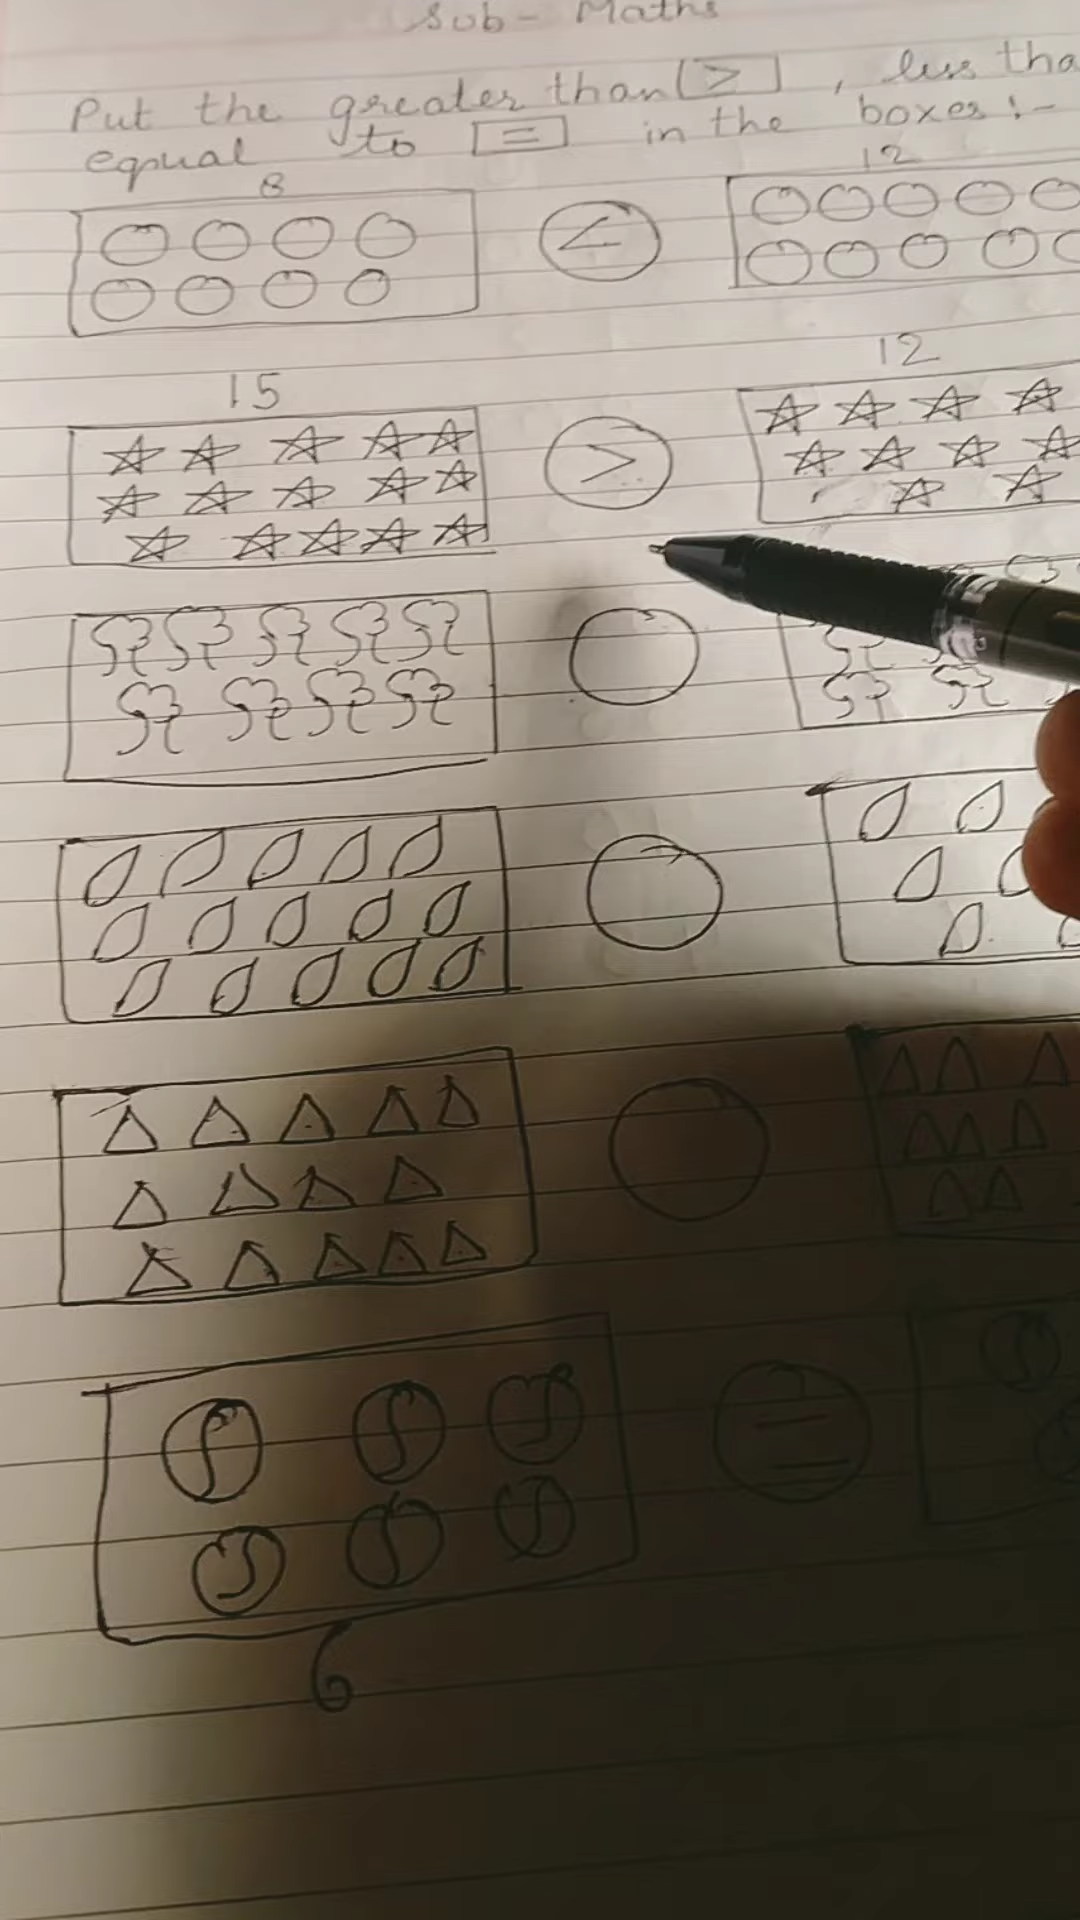 Sub - Maths
Put the greater than [>] , less tha
equal to [=] in the boxes :-
8 < 12
15 > 12
=
6